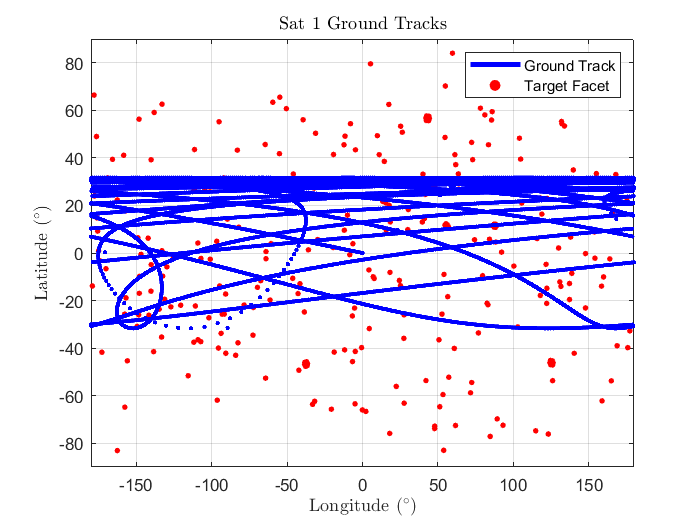 Sat 1 Ground Tracks
Ground Track
Target Facet
80
60
40
20
0
-20
-40
-60
-80
Latitude (°)
-150 -100 -50 0 50 100 150
Longitude (°)